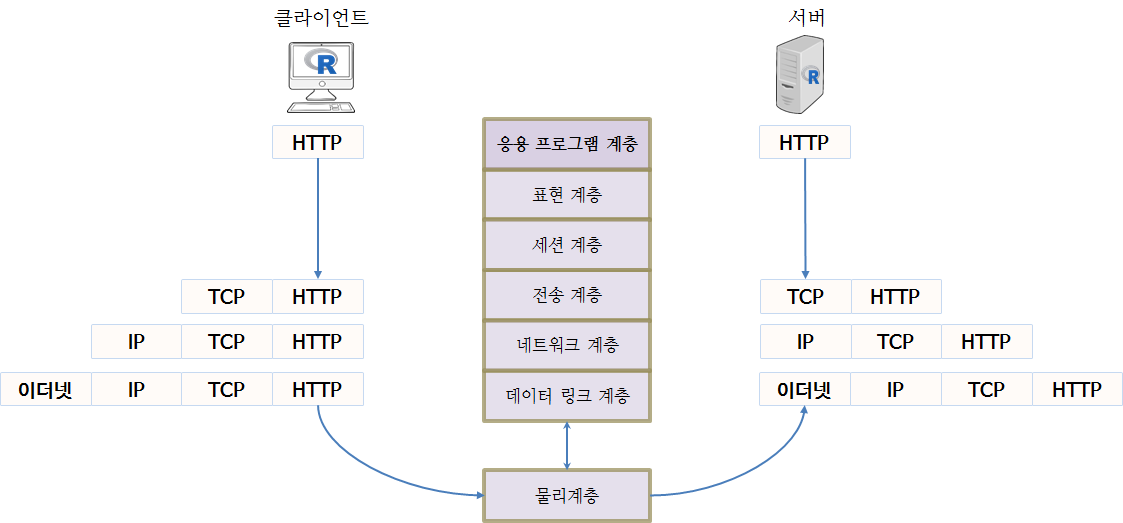 클라이언트
서버
R
R
HTTP
응용 프로그램 계층
HTTP
표현 계층
세션 계층
TCP HTTP
전송 계층
TCP HTTP
IP TCP HTTP
네트워크 계층
IP TCP HTTP
이더넷 IP TCP HTTP
데이터 링크 계층
이더넷 IP TCP HTTP
물리계층